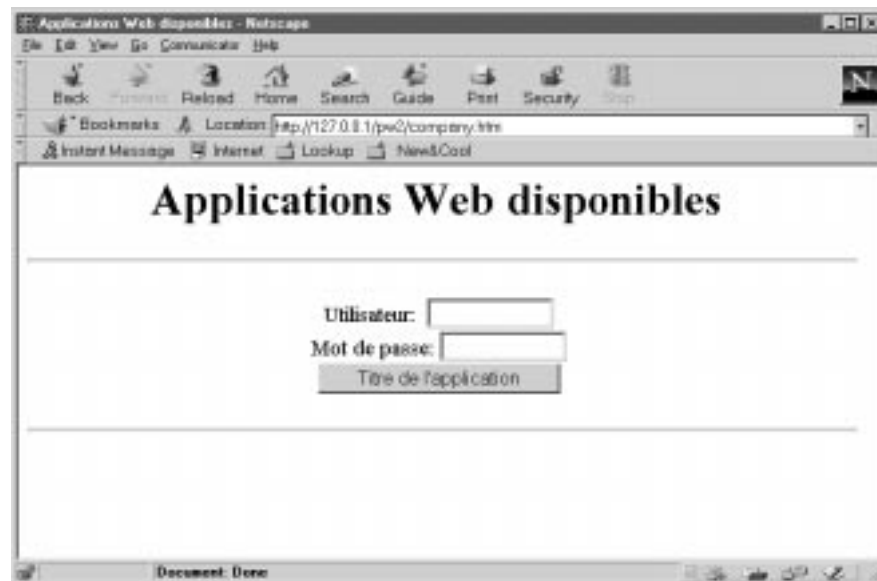 Applications Web disponibles - Netscape
File Edit View Go Communicator Help
Back Forward Reload Home Search Guide Print Security Stop
Bookmarks Location: http://127.0.0.1/pw2/company.htm
Instant Message Internet Lookup New&Cool
Applications Web disponibles
Utilisateur:
Mot de passe:
Titre de l'application
Document: Done